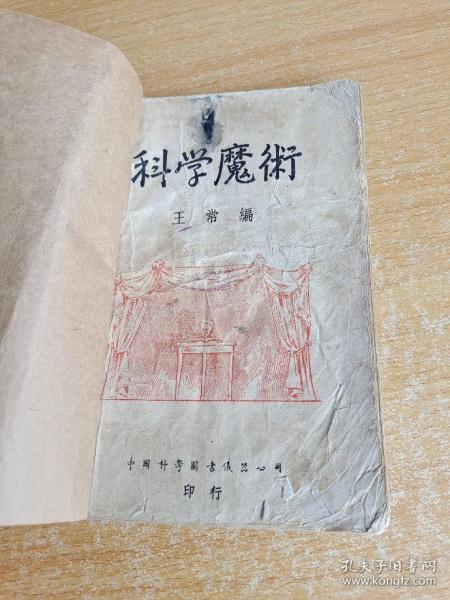 科学魔術
王常編
中國科學圖書儀器公司
印行
孔夫子旧书网
www.kongfz.com